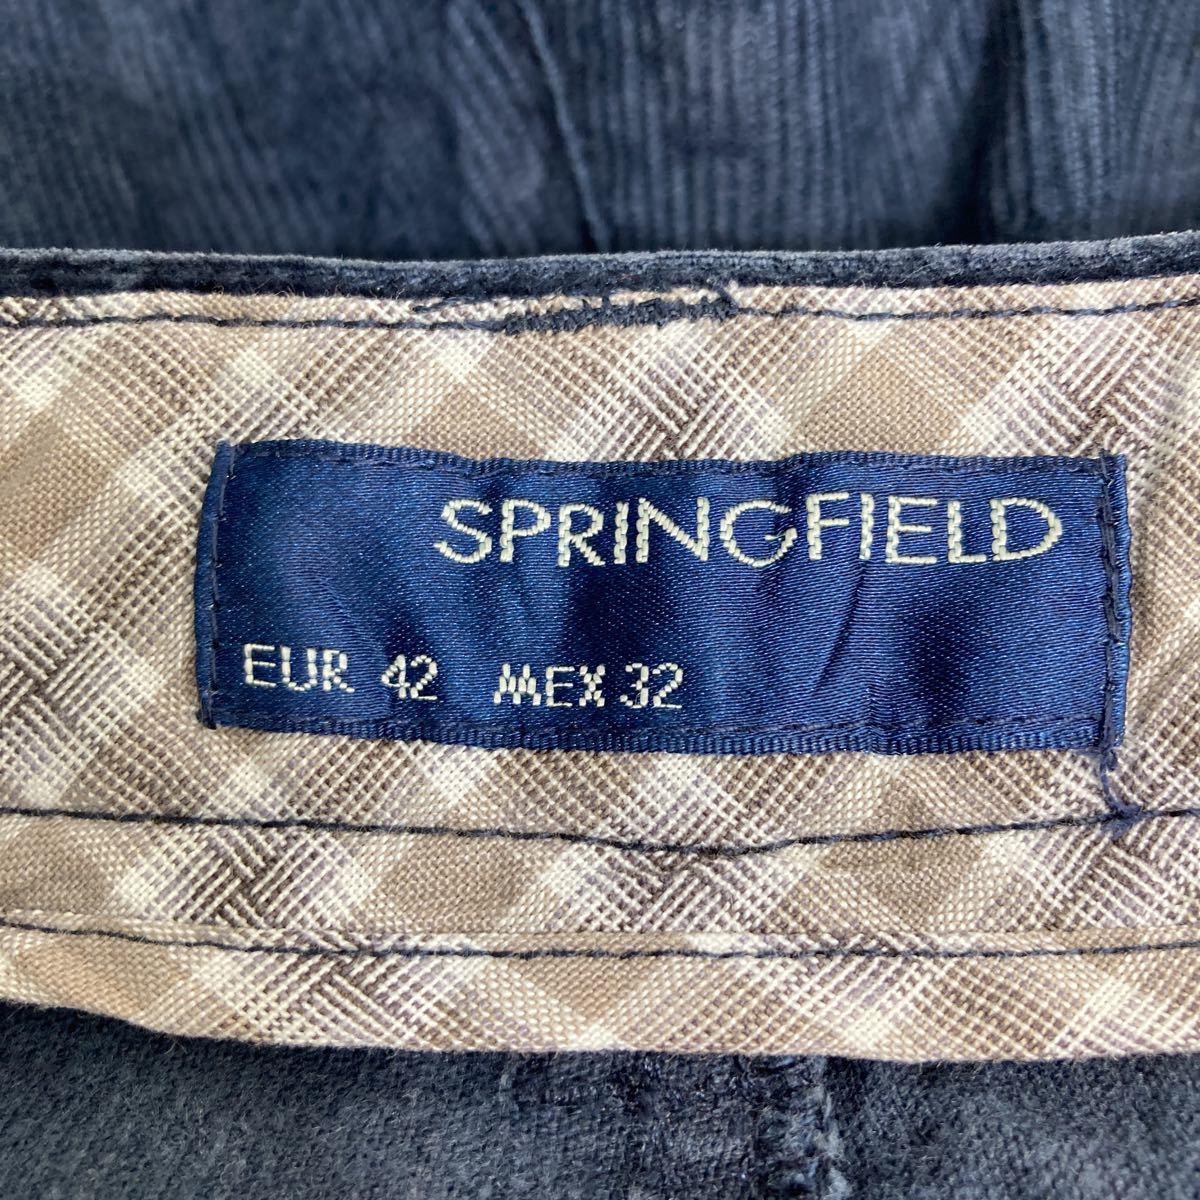 SPRINGFIELD
EUR 42 MEX 32